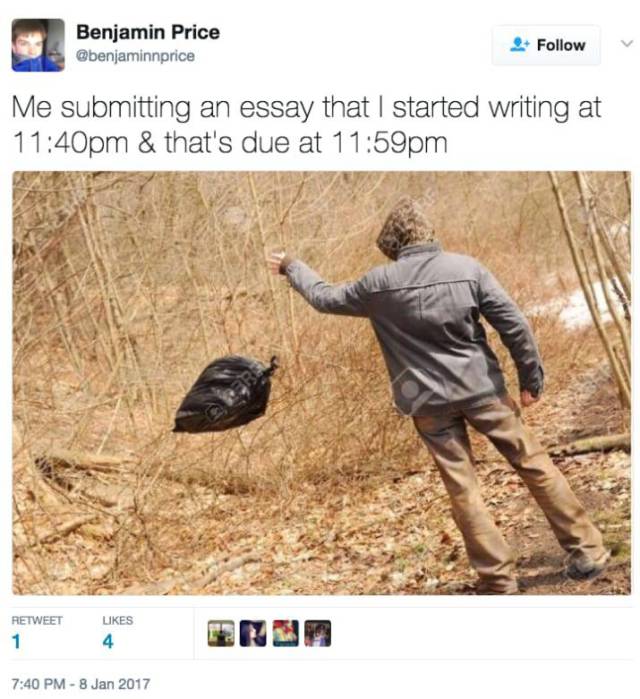 Benjamin Price
@benjaminnprice
Follow
Me submitting an essay that I started writing at
11:40pm & that's due at 11:59pm
RETWEET
LIKES
1
4
7:40 PM - 8 Jan 2017